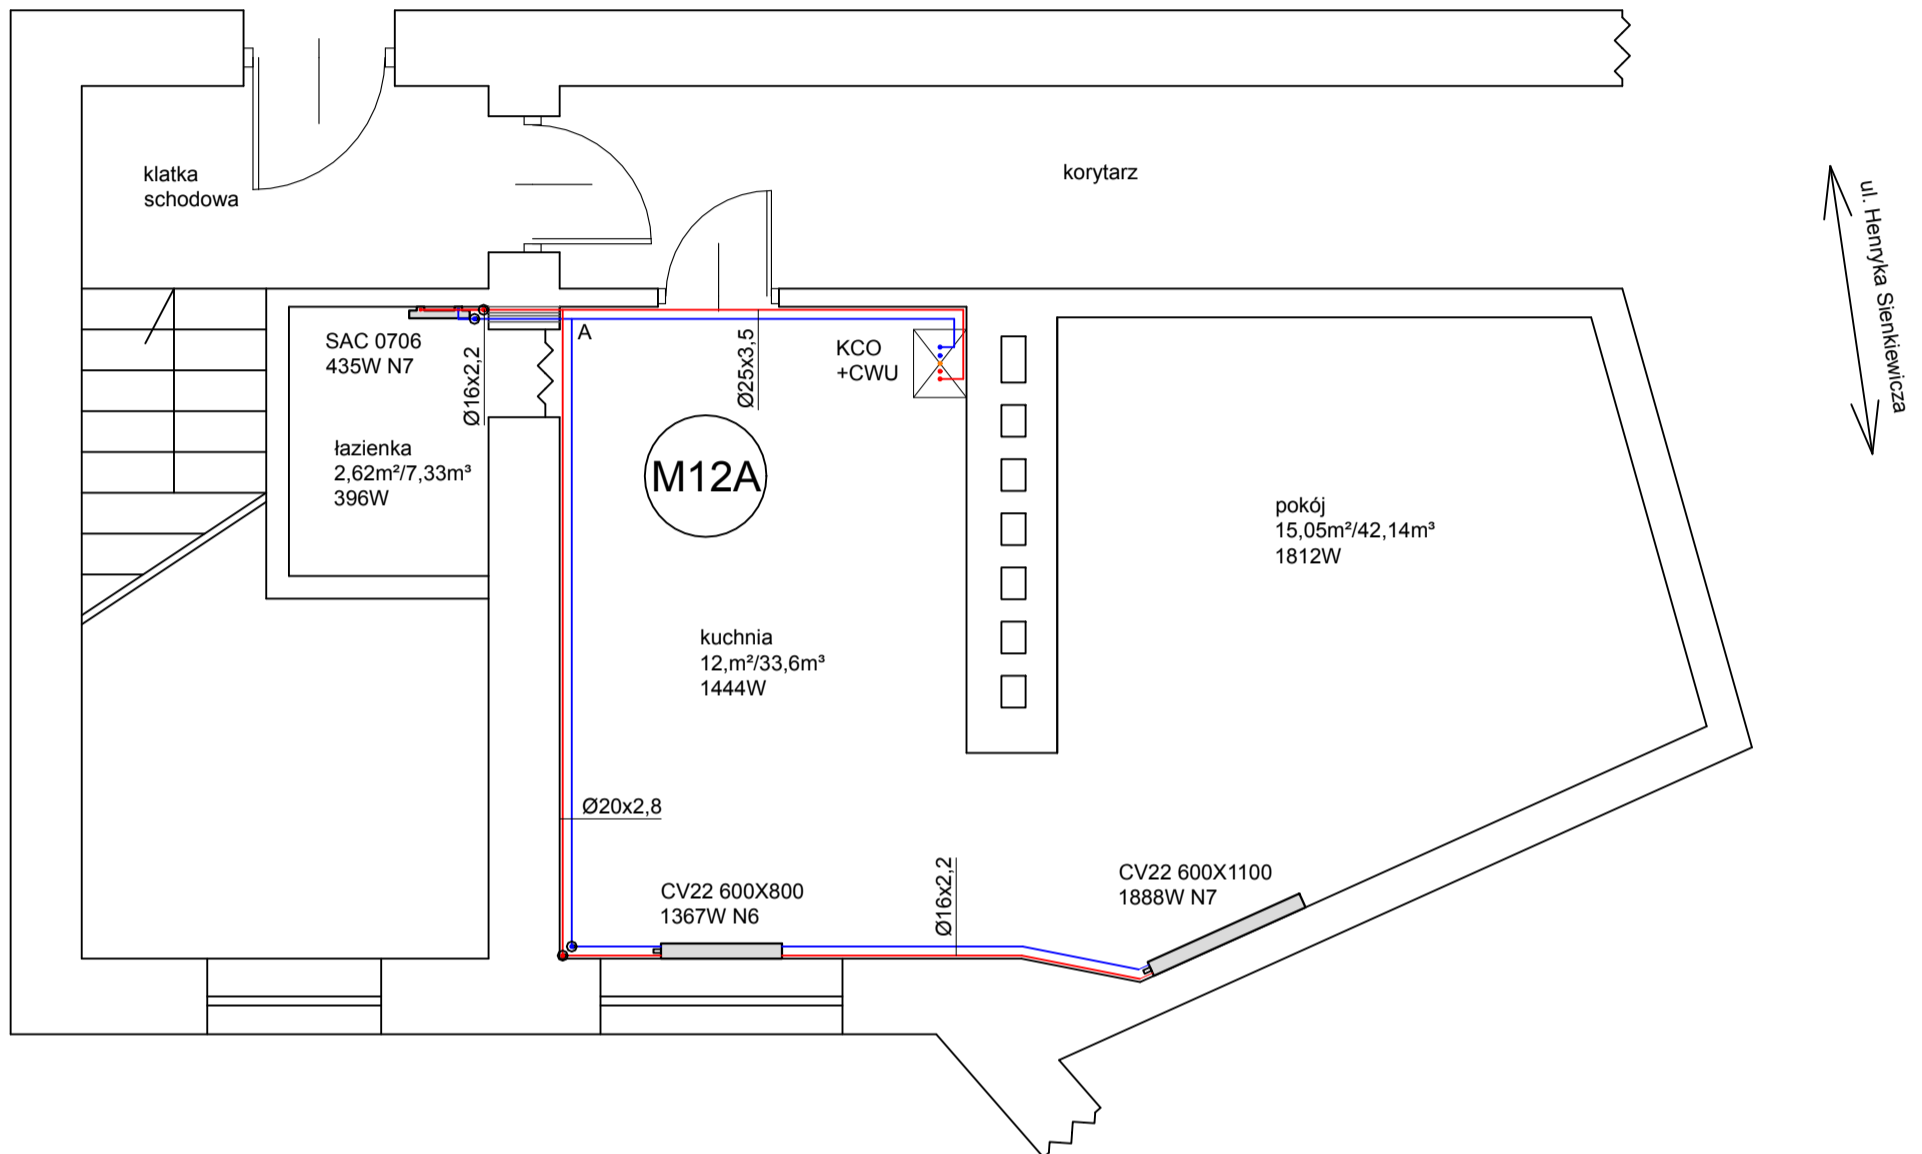 klatka
schodowa
korytarz
ul. Henryka Sienkiewicza
SAC 0706
435W N7
Ø16x2,2
A
Ø25x3,5
KCO
+CWU
łazienka
2,62m²/7,33m³
396W
M12A
pokój
15,05m²/42,14m³
1812W
kuchnia
12,m²/33,6m³
1444W
Ø20x2,8
CV22 600X800
1367W N6
Ø16x2,2
CV22 600X1100
1888W N7